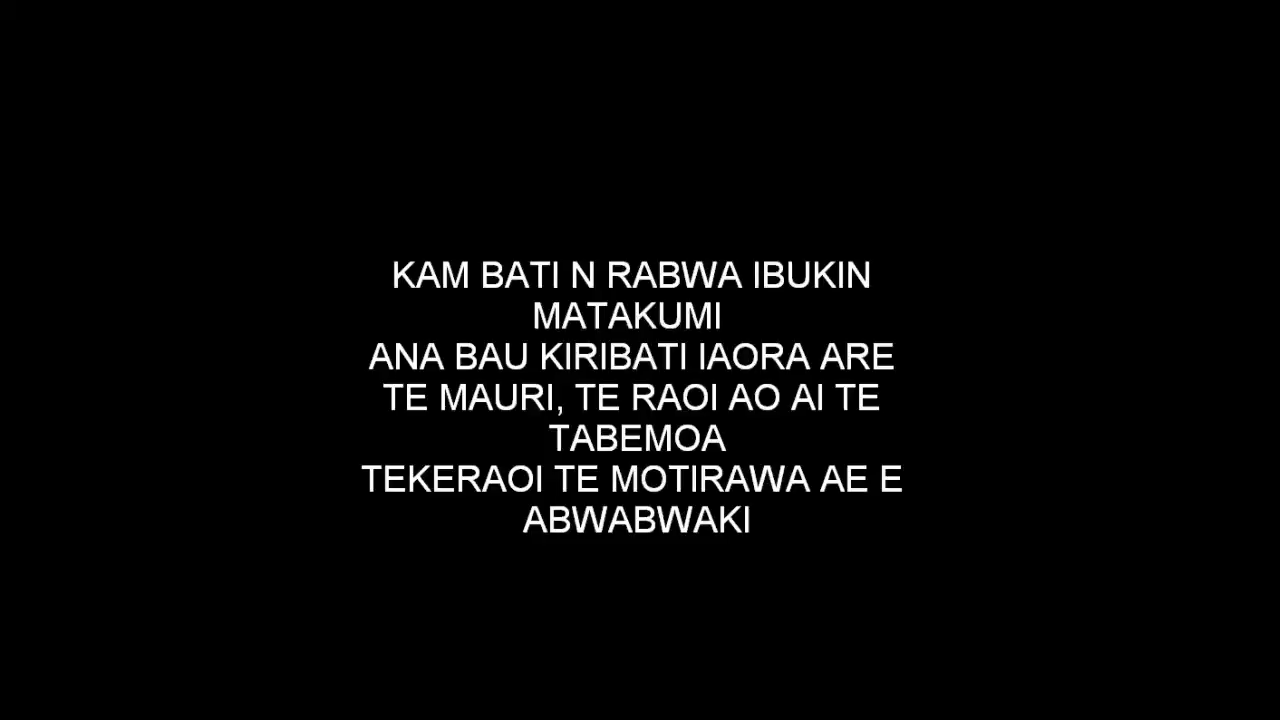 KAM BATI N RABWA IBUKIN
MATAKUMI
ANA BAU KIRIBATI IAORA ARE
TE MAURI, TE RAOI AO AI TE
TABEMOA
TEKERAOI TE MOTIRAWA AE E
ABWABWAKI